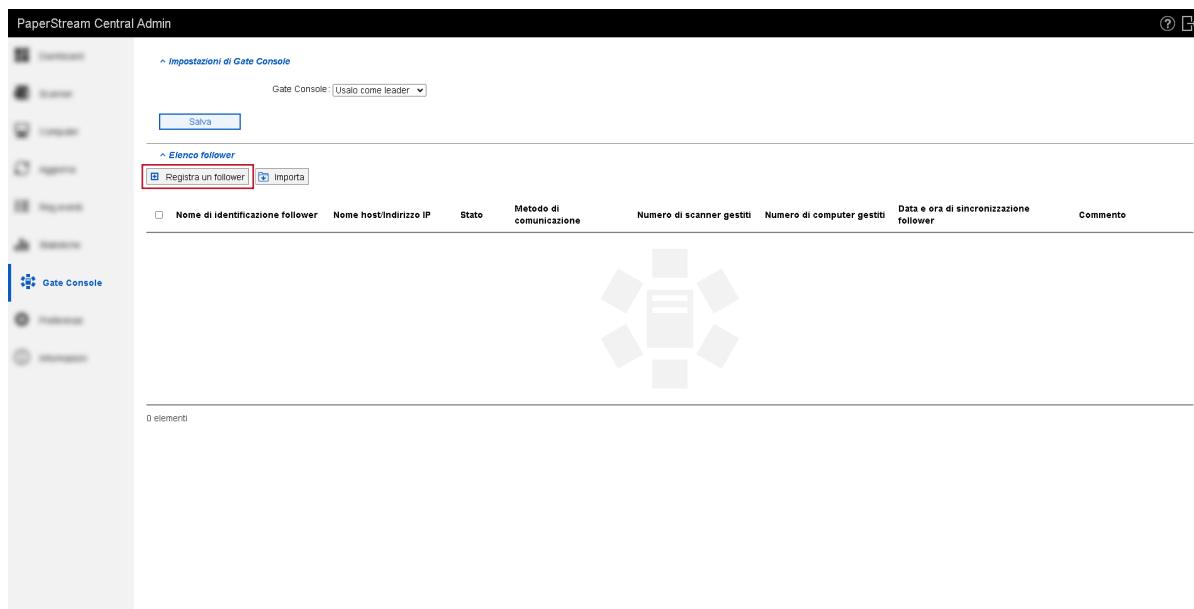 PaperStream Central Admin
^ Impostazioni di Gate Console
Gate Console: Usalo come leader
Salva
^ Elenco follower
Registra un follower
Importa
Nome di identificazione follower
Nome host/Indirizzo IP
Stato
Metodo di
comunicazione
Numero di scanner gestiti
Numero di computer gestiti
Data e ora di sincronizzazione
follower
Commento
Gate Console
0 elementi